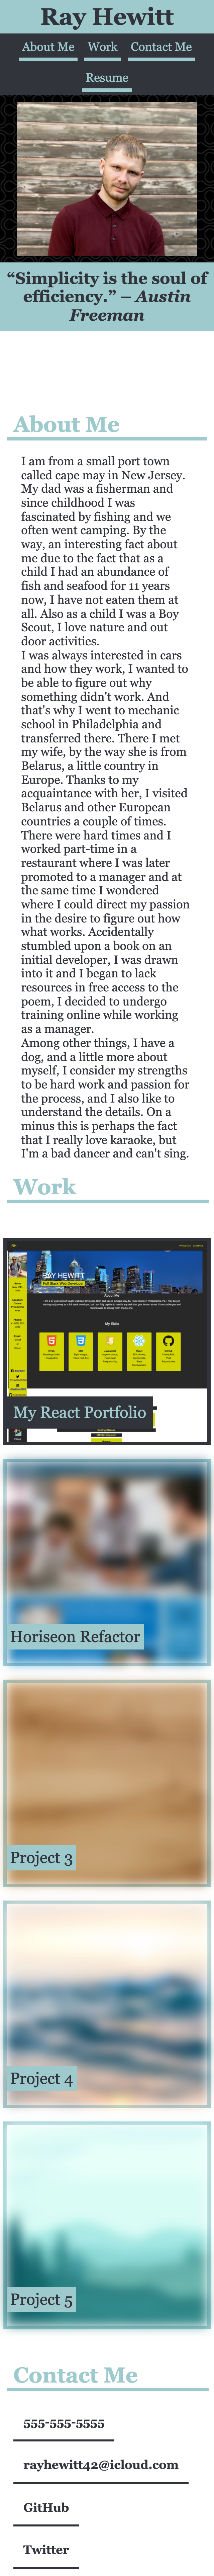 Ray Hewitt
About Me Work Contact Me
Resume
“Simplicity is the soul of
efficiency.” – Austin
Freeman
About Me
I am from a small port town
called cape may in New Jersey.
My dad was a fisherman and
since childhood I was
fascinated by fishing and we
often went camping. By the
way, an interesting fact about
me due to the fact that as a
child I had an abundance of
fish and seafood for 11 years
now, I have not eaten them at
all. Also as a child I was a Boy
Scout, I love nature and out
door activities.
I was always interested in cars
and how they work, I wanted to
be able to figure out why
something didn't work. And
that's why I went to mechanic
school in Philadelphia and
transferred there. There I met
my wife, by the way she is from
Belarus, a little country in
Europe. Thanks to my
acquaintance with her, I visited
Belarus and other European
countries a couple of times.
There were hard times and I
worked part-time in a
restaurant where I was later
promoted to a manager and at
the same time I wondered
where I could direct my passion
in the desire to figure out how
what works. Accidentally
stumbled upon a book on an
initial developer, I was drawn
into it and I began to lack
resources in free access to the
poem, I decided to undergo
training online while working
as a manager.
Among other things, I have a
dog, and a little more about
myself, I consider my strengths
to be hard work and passion for
the process, and I also like to
understand the details. On a
minus this is perhaps the fact
that I really love karaoke, but
I'm a bad dancer and can't sing.
Work
RAY HEWITT
Full Stack Web Developer
About Me
My Skills
My React Portfolio
Horiseon Refactor
Project 3
Project 4
Project 5
Contact Me
555-555-5555
rayhewitt42@icloud.com
GitHub
Twitter